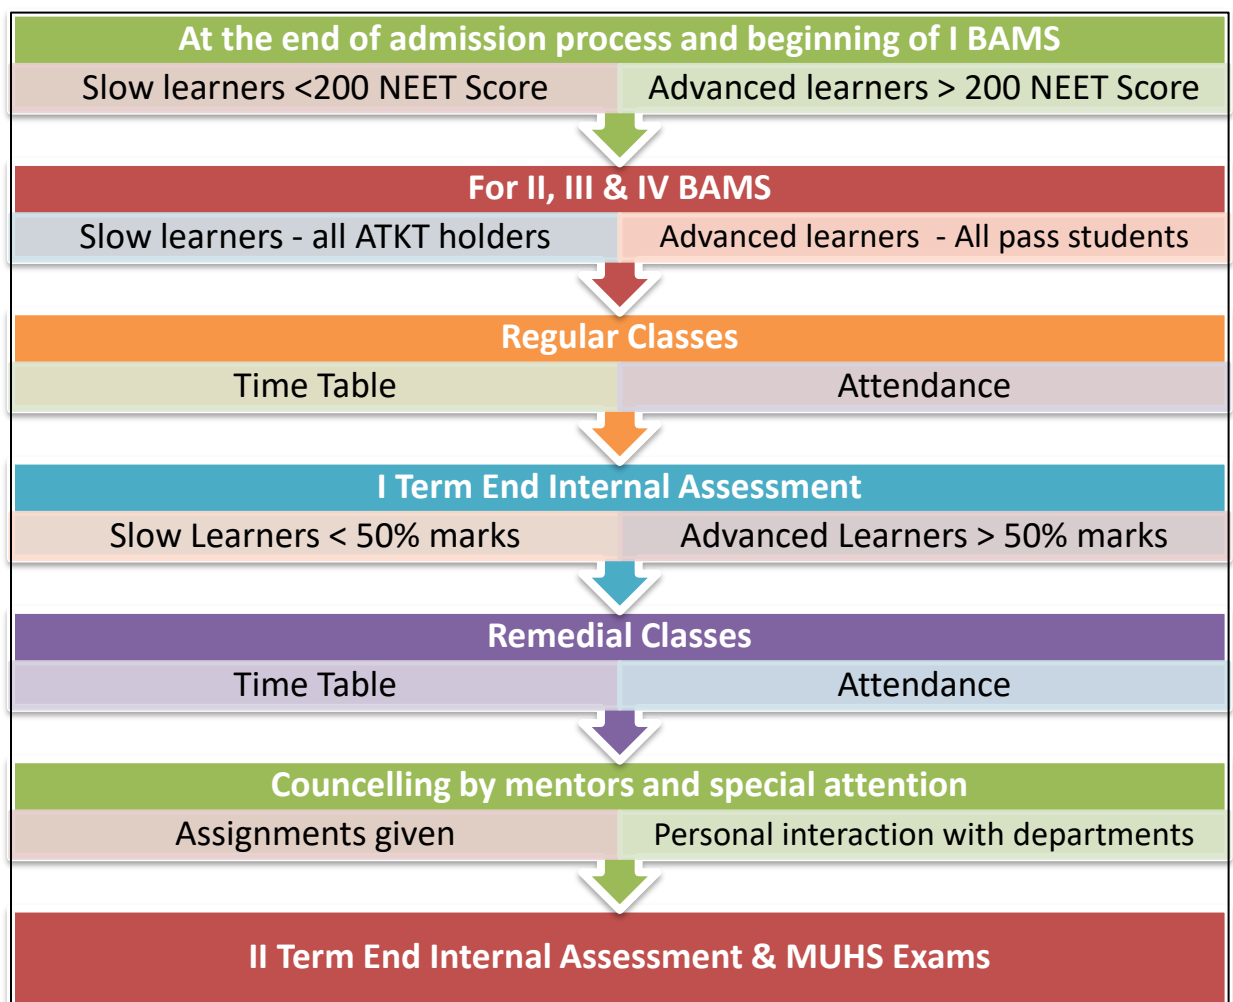 At the end of admission process and beginning of I BAMS
Slow learners <200 NEET Score
Advanced learners > 200 NEET Score
For II, III & IV BAMS
Slow learners - all ATKT holders
Advanced learners - All pass students
Regular Classes
Time Table
Attendance
I Term End Internal Assessment
Slow Learners < 50% marks
Advanced Learners > 50% marks
Remedial Classes
Time Table
Attendance
Councelling by mentors and special attention
Assignments given
Personal interaction with departments
II Term End Internal Assessment & MUHS Exams